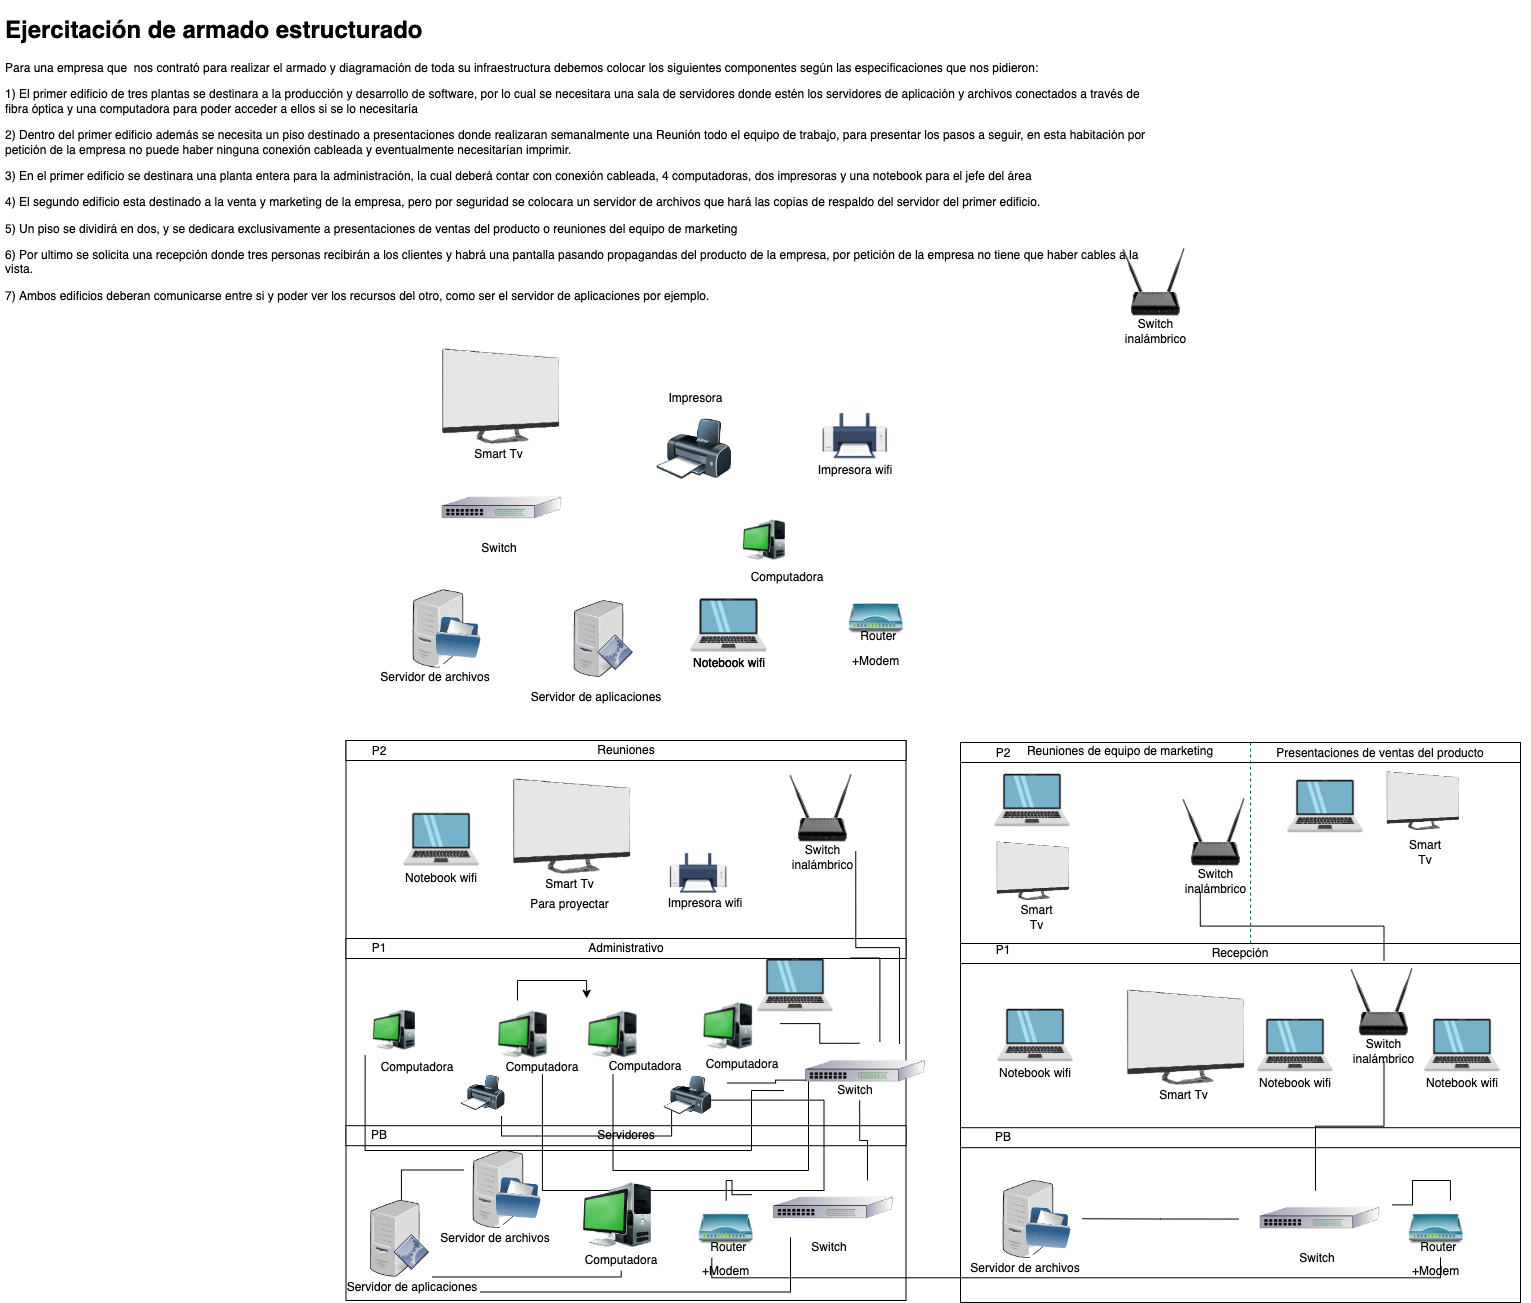 Ejercitación de armado estructurado
Para una empresa que  nos contrató para realizar el armado y diagramación de toda su infraestructura debemos colocar los siguientes componentes según las especificaciones que nos pidieron:
1) El primer edificio de tres plantas se destinara a la producción y desarrollo de software, por lo cual se necesitara una sala de servidores donde estén los servidores de aplicación y archivos conectados a través de
fibra óptica y una computadora para poder acceder a ellos si se lo necesitaría
2) Dentro del primer edificio además se necesita un piso destinado a presentaciones donde realizaran semanalmente una Reunión todo el equipo de trabajo, para presentar los pasos a seguir, en esta habitación por
petición de la empresa no puede haber ninguna conexión cableada y eventualmente necesitarían imprimir.
3) En el primer edificio se destinara una planta entera para la administración, la cual deberá contar con conexión cableada, 4 computadoras, dos impresoras y una notebook para el jefe del área
4) El segundo edificio esta destinado a la venta y marketing de la empresa, pero por seguridad se colocara un servidor de archivos que hará las copias de respaldo del servidor del primer edificio.
5) Un piso se dividirá en dos, y se dedicara exclusivamente a presentaciones de ventas del producto o reuniones del equipo de marketing
6) Por ultimo se solicita una recepción donde tres personas recibirán a los clientes y habrá una pantalla pasando propagandas del producto de la empresa, por petición de la empresa no tiene que haber cables a la
vista.
7) Ambos edificios deberan comunicarse entre si y poder ver los recursos del otro, como ser el servidor de aplicaciones por ejemplo.
Switch
inalámbrico
Impresora
Smart Tv
Impresora wifi
Switch
Computadora
Servidor de archivos
Servidor de aplicaciones
Notebook wifi
Router
+Modem
P2
Reuniones
Notebook wifi
Smart Tv
Para proyectar
Impresora wifi
Switch
inalámbrico
P1
Administrativo
Computadora
Computadora
Computadora
Computadora
Switch
PB
Servidores
Servidor de archivos
Servidor de aplicaciones
Computadora
Router
+Modem
Switch
P2
Reuniones de equipo de marketing
Presentaciones de ventas del producto
Smart
Tv
Switch
inalámbrico
Smart
Tv
P1
Recepción
Notebook wifi
Smart Tv
Notebook wifi
Switch
inalámbrico
Notebook wifi
PB
Servidor de archivos
Switch
Router
+Modem